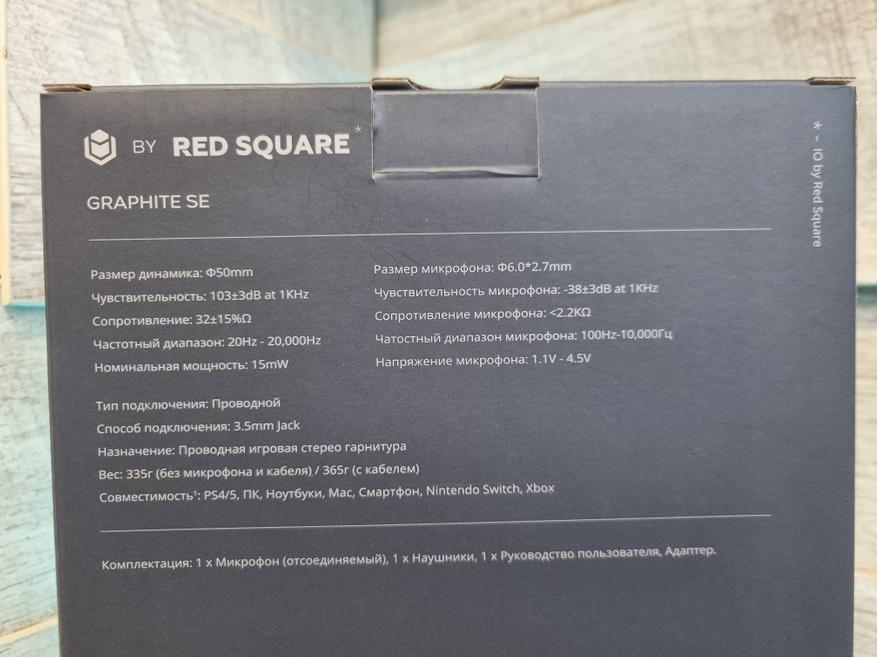 BY RED SQUARE*
* - IO by Red Square
GRAPHITE SE
Размер динамика: Ф50mm
Чувствительность: 103±3dB at 1KHz
Сопротивление: 32±15%Ω
Частотный диапазон: 20Hz - 20,000Hz
Номинальная мощность: 15mW
Размер микрофона: Ф6.0*2.7mm
Чувствительность микрофона: -38±3dB at 1KHz
Сопротивление микрофона: <2.2KΩ
Чатостный диапазон микрофона: 100Hz-10,000Гц
Напряжение микрофона: 1.1V - 4.5V
Тип подключения: Проводной
Способ подключения: 3.5mm Jack
Назначение: Проводная игровая стерео гарнитура
Вес: 335г (без микрофона и кабеля) / 365г (с кабелем)
Совместимость¹: PS4/5, ПК, Ноутбуки, Mac, Смартфон, Nintendo Switch, Xbox
Комплектация: 1 x Микрофон (отсоединяемый), 1 x Наушники, 1 x Руководство пользователя, Адаптер.